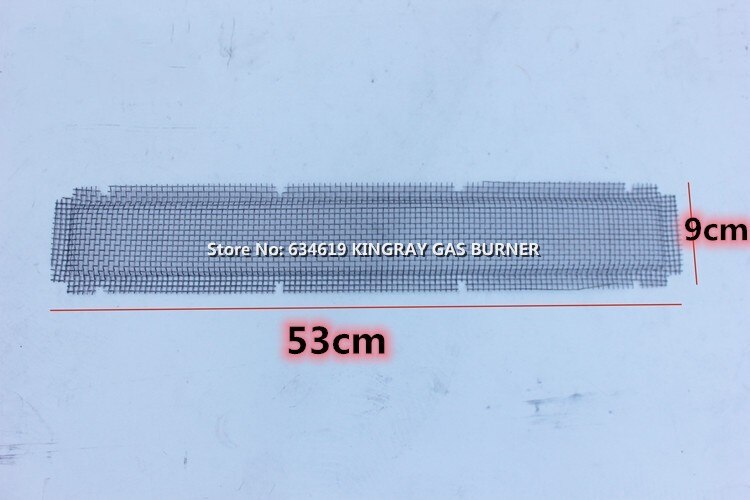 9cm
Store No: 634619 KINGRAY GAS BURNER
53cm